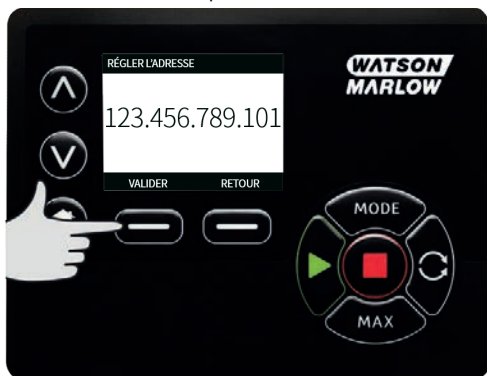 RÉGLER L'ADRESSE
123.456.789.101
VALIDER RETOUR
WATSON
MARLOW
MODE
MAX